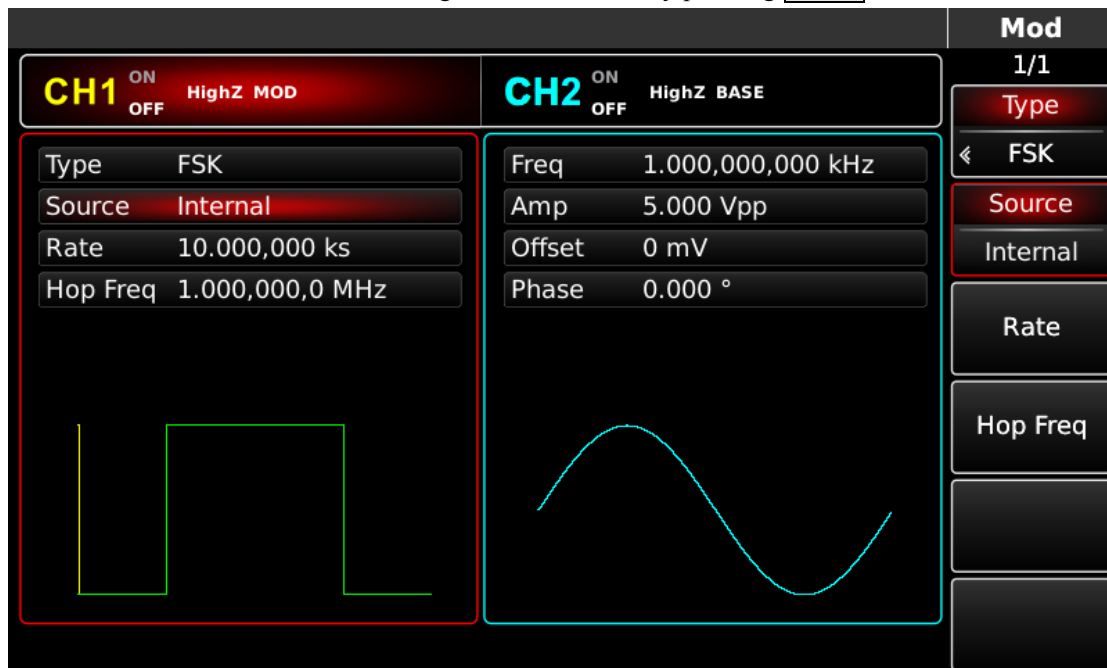 Mod
1/1
CH1 ON OFF HighZ MOD
CH2 ON OFF HighZ BASE
Type FSK
Source Internal
Rate 10.000,000 ks
Hop Freq 1.000,000,0 MHz
Freq 1.000,000,000 kHz
Amp 5.000 Vpp
Offset 0 mV
Phase 0.000 °
Type
« FSK
Source
Internal
Rate
Hop Freq